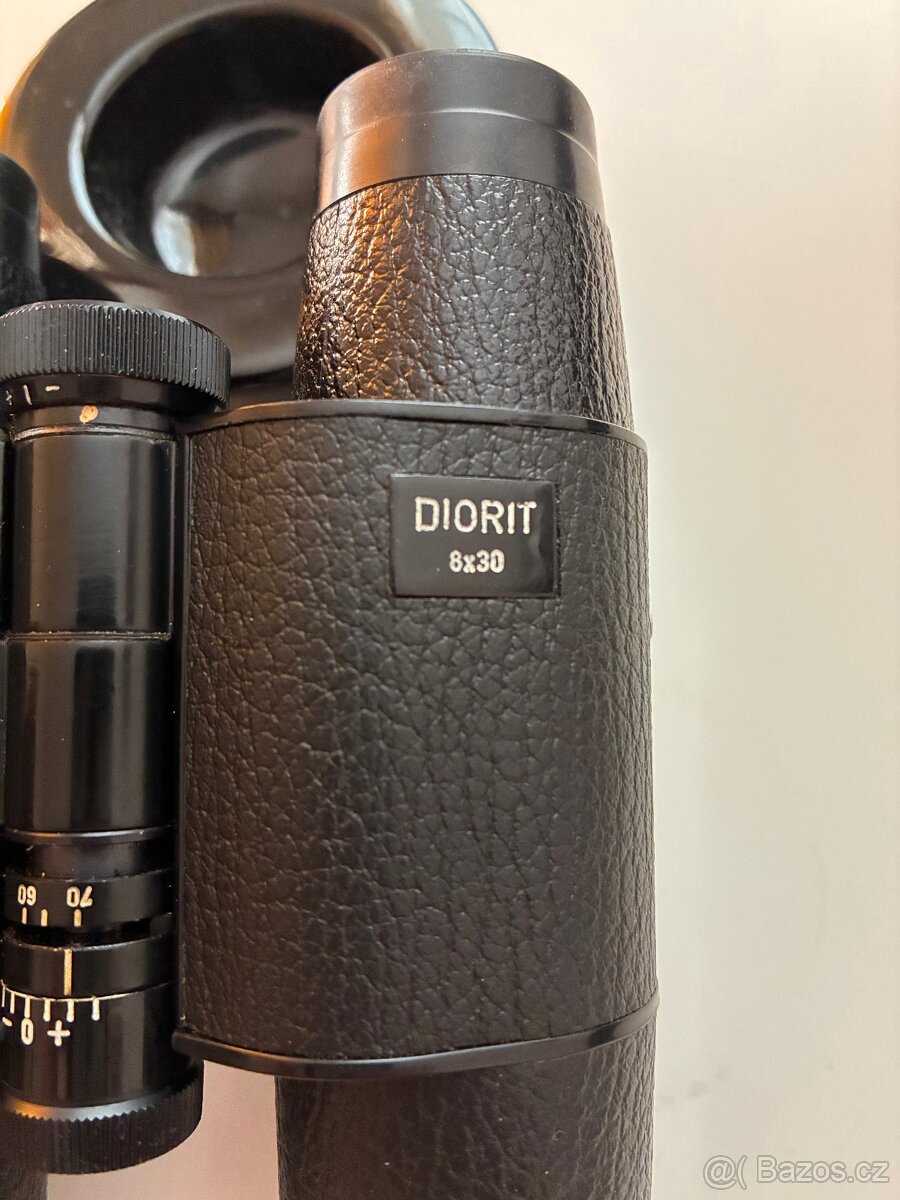 + | -
DIORIT
8x30
60 70
- 0 +
@( Bazos.cz